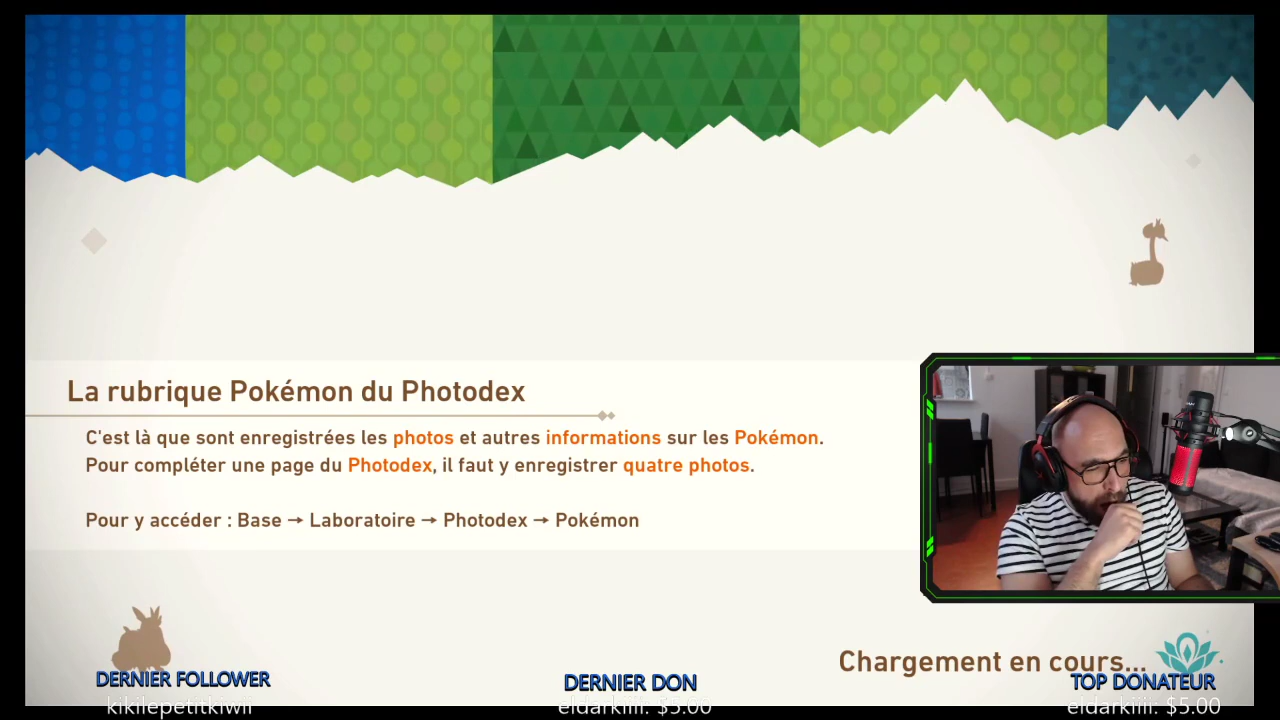 La rubrique Pokémon du Photodex
C'est là que sont enregistrées les photos et autres informations sur les Pokémon.
Pour compléter une page du Photodex, il faut y enregistrer quatre photos.
Pour y accéder : Base → Laboratoire → Photodex → Pokémon
Chargement en cours...
DERNIER FOLLOWER
kikilepetitkiwii
DERNIER DON
eldarkiiii: $5.00
TOP DONATEUR
eldarkiiii: $5.00